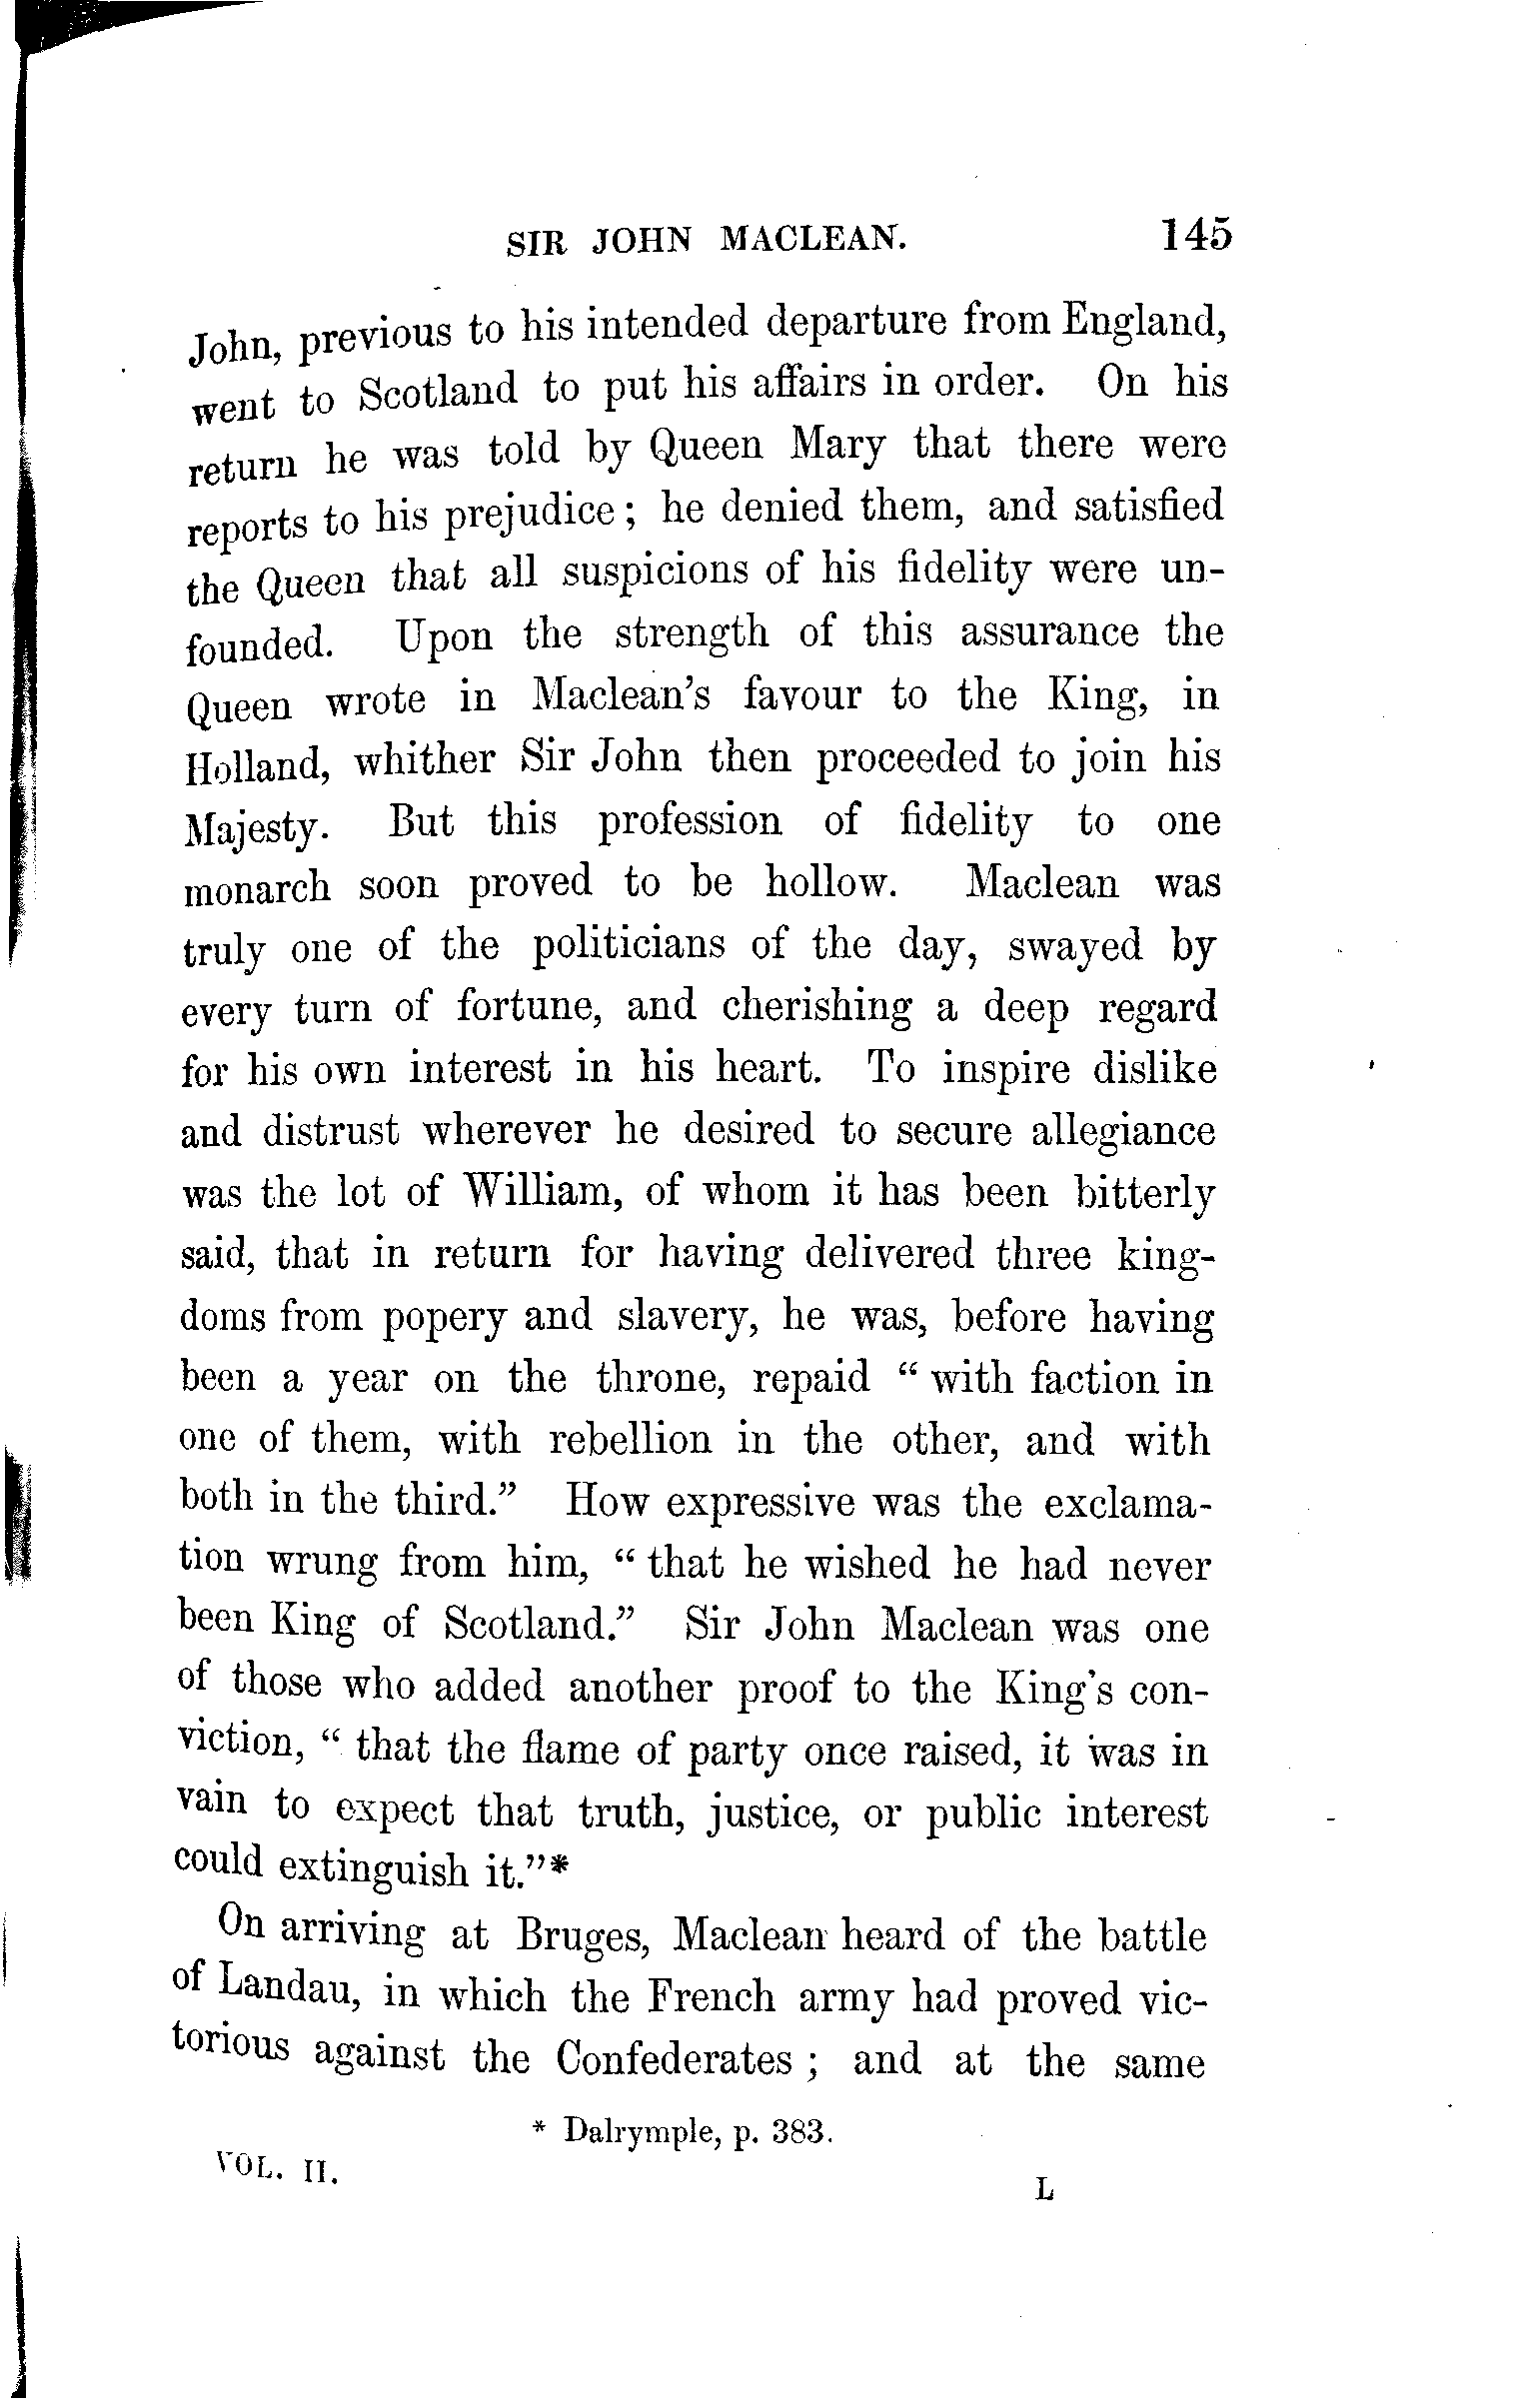 SIR JOHN MACLEAN. 145
John, previous to his intended departure from England,
went to Scotland to put his affairs in order. On his
return he was told by Queen Mary that there were
reports to his prejudice; he denied them, and satisfied
the Queen that all suspicions of his fidelity were un-
founded. Upon the strength of this assurance the
Queen wrote in Maclean's favour to the King, in
Holland, whither Sir John then proceeded to join his
Majesty. But this profession of fidelity to one
monarch soon proved to be hollow. Maclean was
truly one of the politicians of the day, swayed by
every turn of fortune, and cherishing a deep regard
for his own interest in his heart. To inspire dislike
and distrust wherever he desired to secure allegiance
was the lot of William, of whom it has been bitterly
said, that in return for having delivered three king-
doms from popery and slavery, he was, before having
been a year on the throne, repaid “ with faction in
one of them, with rebellion in the other, and with
both in the third.” How expressive was the exclama-
tion wrung from him, “ that he wished he had never
been King of Scotland.” Sir John Maclean was one
of those who added another proof to the King's con-
viction, “ that the flame of party once raised, it was in
vain to expect that truth, justice, or public interest
could extinguish it.”*
On arriving at Bruges, Maclean heard of the battle
of Landau, in which the French army had proved vic-
torious against the Confederates ; and at the same
* Dalrymple, p. 383.
VOL. II.
L